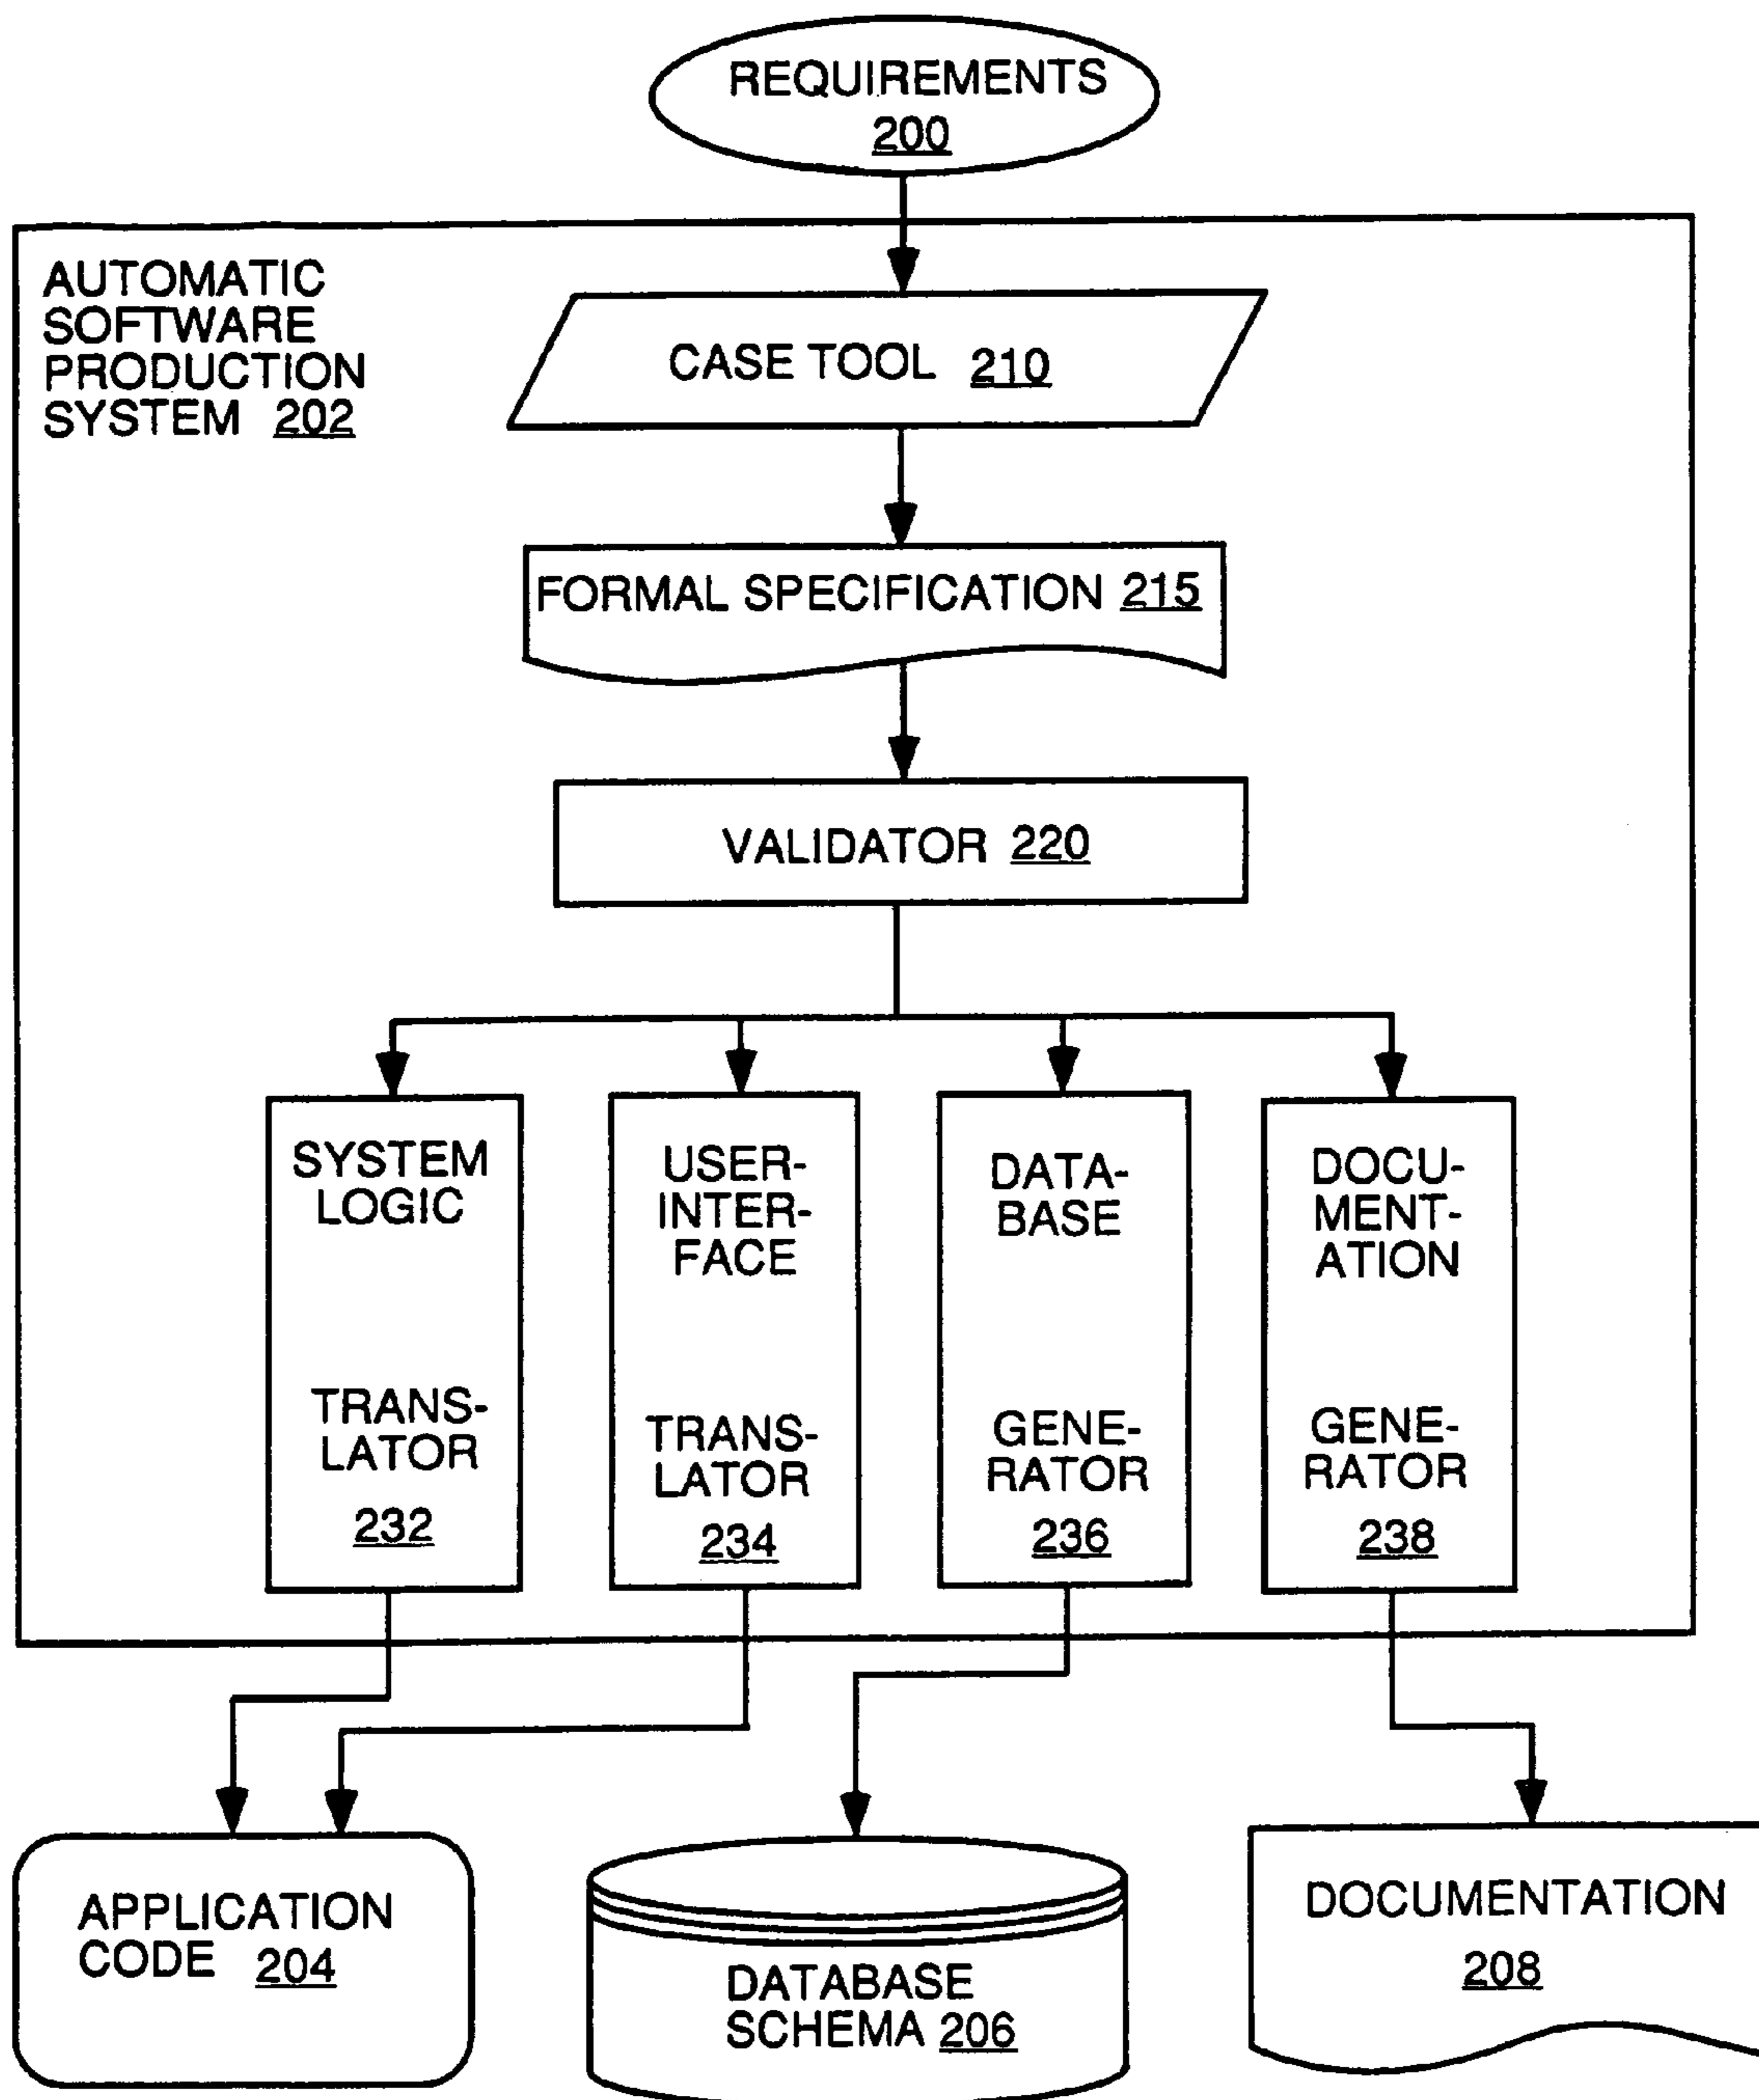 REQUIREMENTS
200
AUTOMATIC
SOFTWARE
PRODUCTION
SYSTEM 202
CASE TOOL 210
FORMAL SPECIFICATION 215
VALIDATOR 220
SYSTEM
LOGIC
TRANS-
LATOR
232
USER-
INTER-
FACE
TRANS-
LATOR
234
DATA-
BASE
GENE-
RATOR
236
DOCU-
MENT-
ATION
GENE-
RATOR
238
APPLICATION
CODE 204
DATABASE
SCHEMA 206
DOCUMENTATION
208